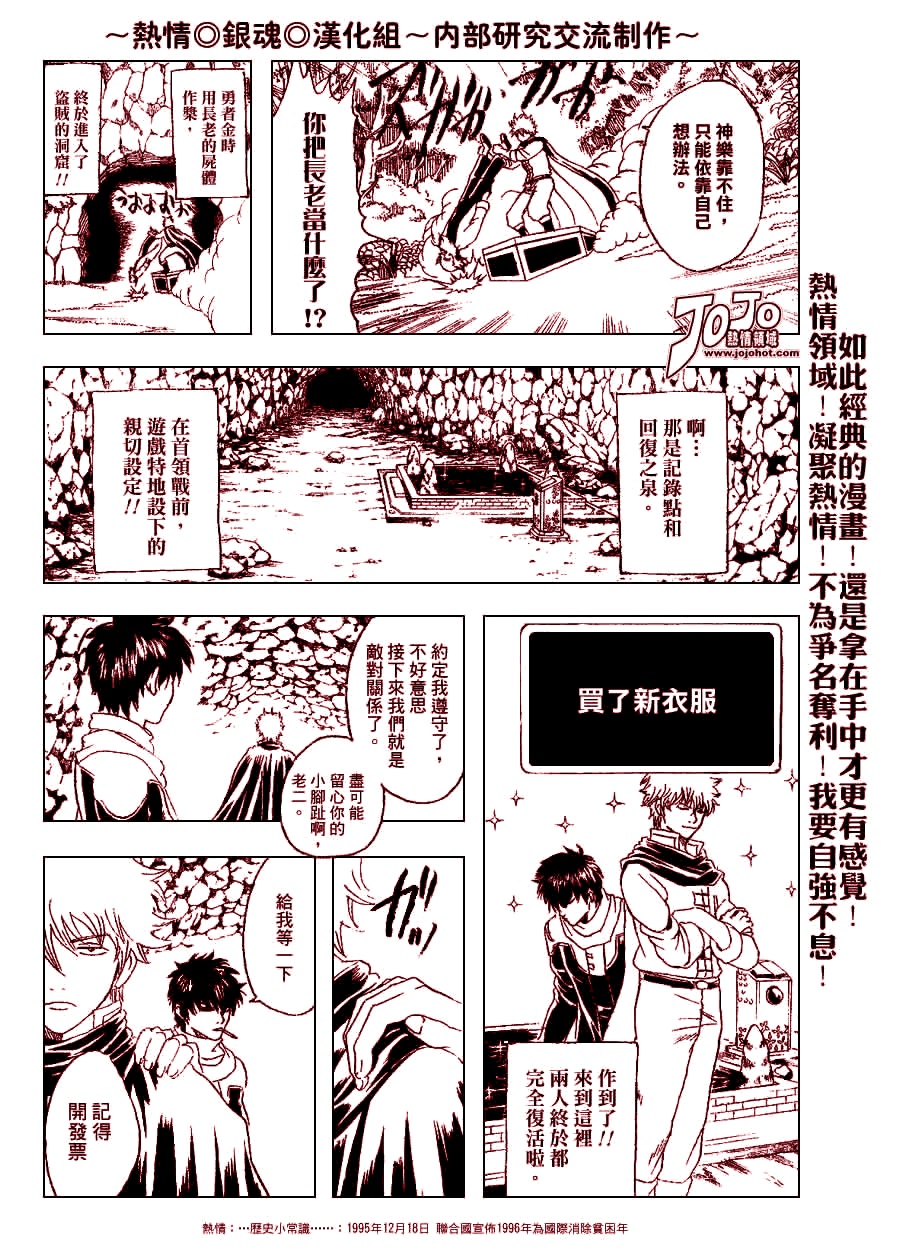 ～熱情◎銀魂◎漢化組～内部研究交流制作～
神樂靠不住，
只能依靠自己
想辦法。
你把長老當什麼了!?
勇者金時
用長老的屍體
作槳，
終於進入了
盜賊的洞窟!!
JOJO
熱情領域
www.jojohot.com
啊…
那是記錄點和
回復之泉。
在首領戰前，
遊戲特地設下的
親切設定!!
買了新衣服
作到了!!
來到這裡
兩人終於都
完全復活啦。
約定我遵守了，
不好意思
接下來我們就是
敵對關係了。
盡可能
留心你的
小腳趾啊，
老二。
給我等一下
記得
開發票
如此經典的漫畫！還是拿在手中才更有感覺！
熱情領域！凝聚熱情！不為爭名奪利！我要自強不息！
熱情：…歷史小常識……：1995年12月18日 聯合國宣佈1996年為國際消除貧困年